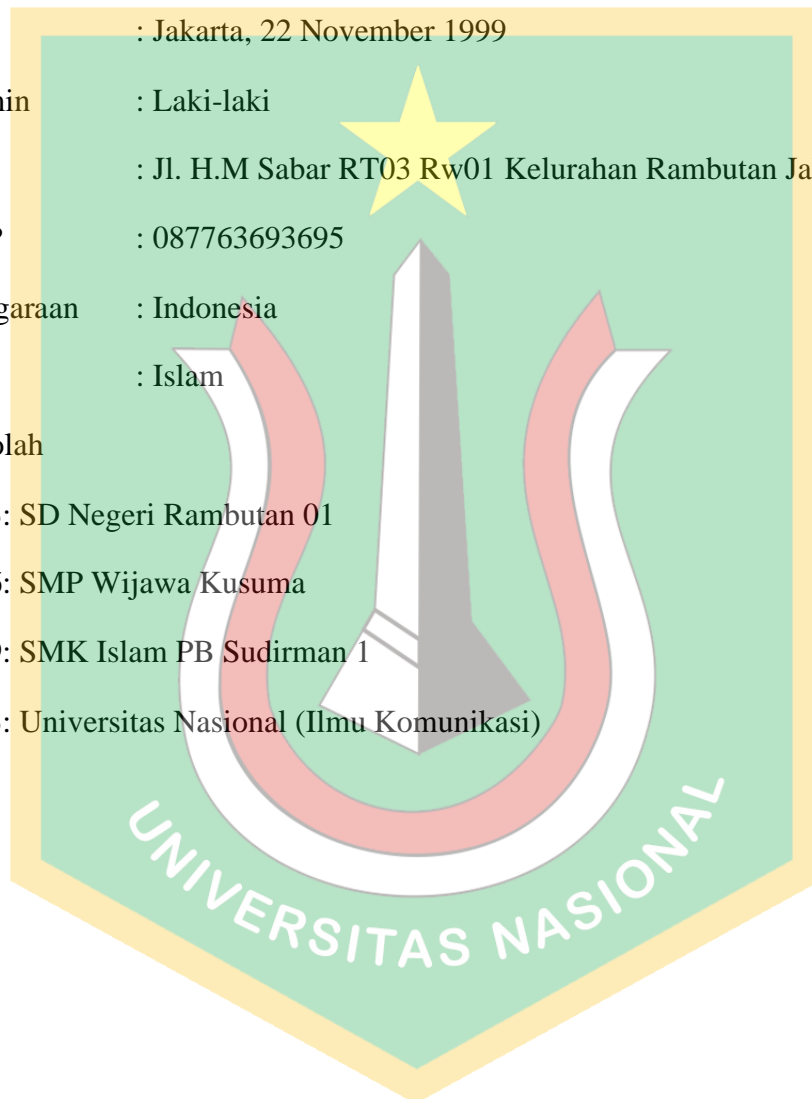 : Jakarta, 22 November 1999
: Laki-laki
: Jl. H.M Sabar RT03 Rw01 Kelurahan Rambutan
: 087763693695
garaan : Indonesia
: Islam
olah
: SD Negeri Rambutan 01
: SMP Wijawa Kusuma
: SMK Islam PB Sudirman 1
: Universitas Nasional (Ilmu Komunikasi)
UNIVERSITAS NASIONAL